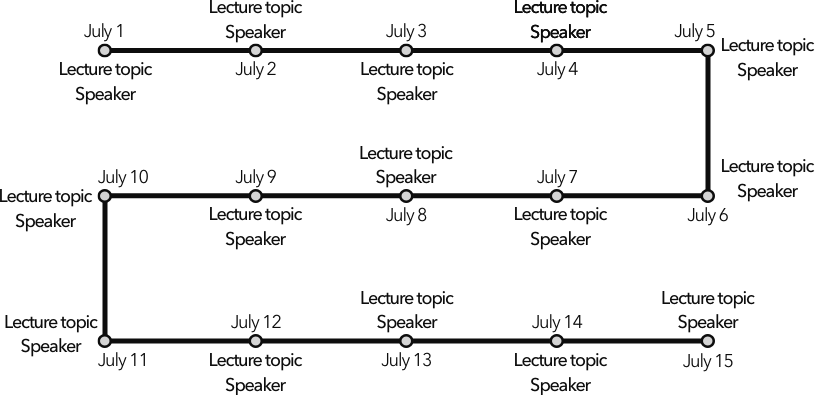 Lecture topic
Speaker
Lecture topic
Speaker
July 1
July 3
July 5
Lecture topic
Speaker
Lecture topic
Speaker
July 2
Lecture topic
Speaker
July 4
Lecture topic
Speaker
July 6
July 7
Lecture topic
Speaker
Lecture topic
Speaker
July 8
July 9
Lecture topic
Speaker
July 10
Lecture topic
Speaker
Lecture topic
Speaker
July 11
July 12
Lecture topic
Speaker
Lecture topic
Speaker
July 13
July 14
Lecture topic
Speaker
Lecture topic
Speaker
July 15